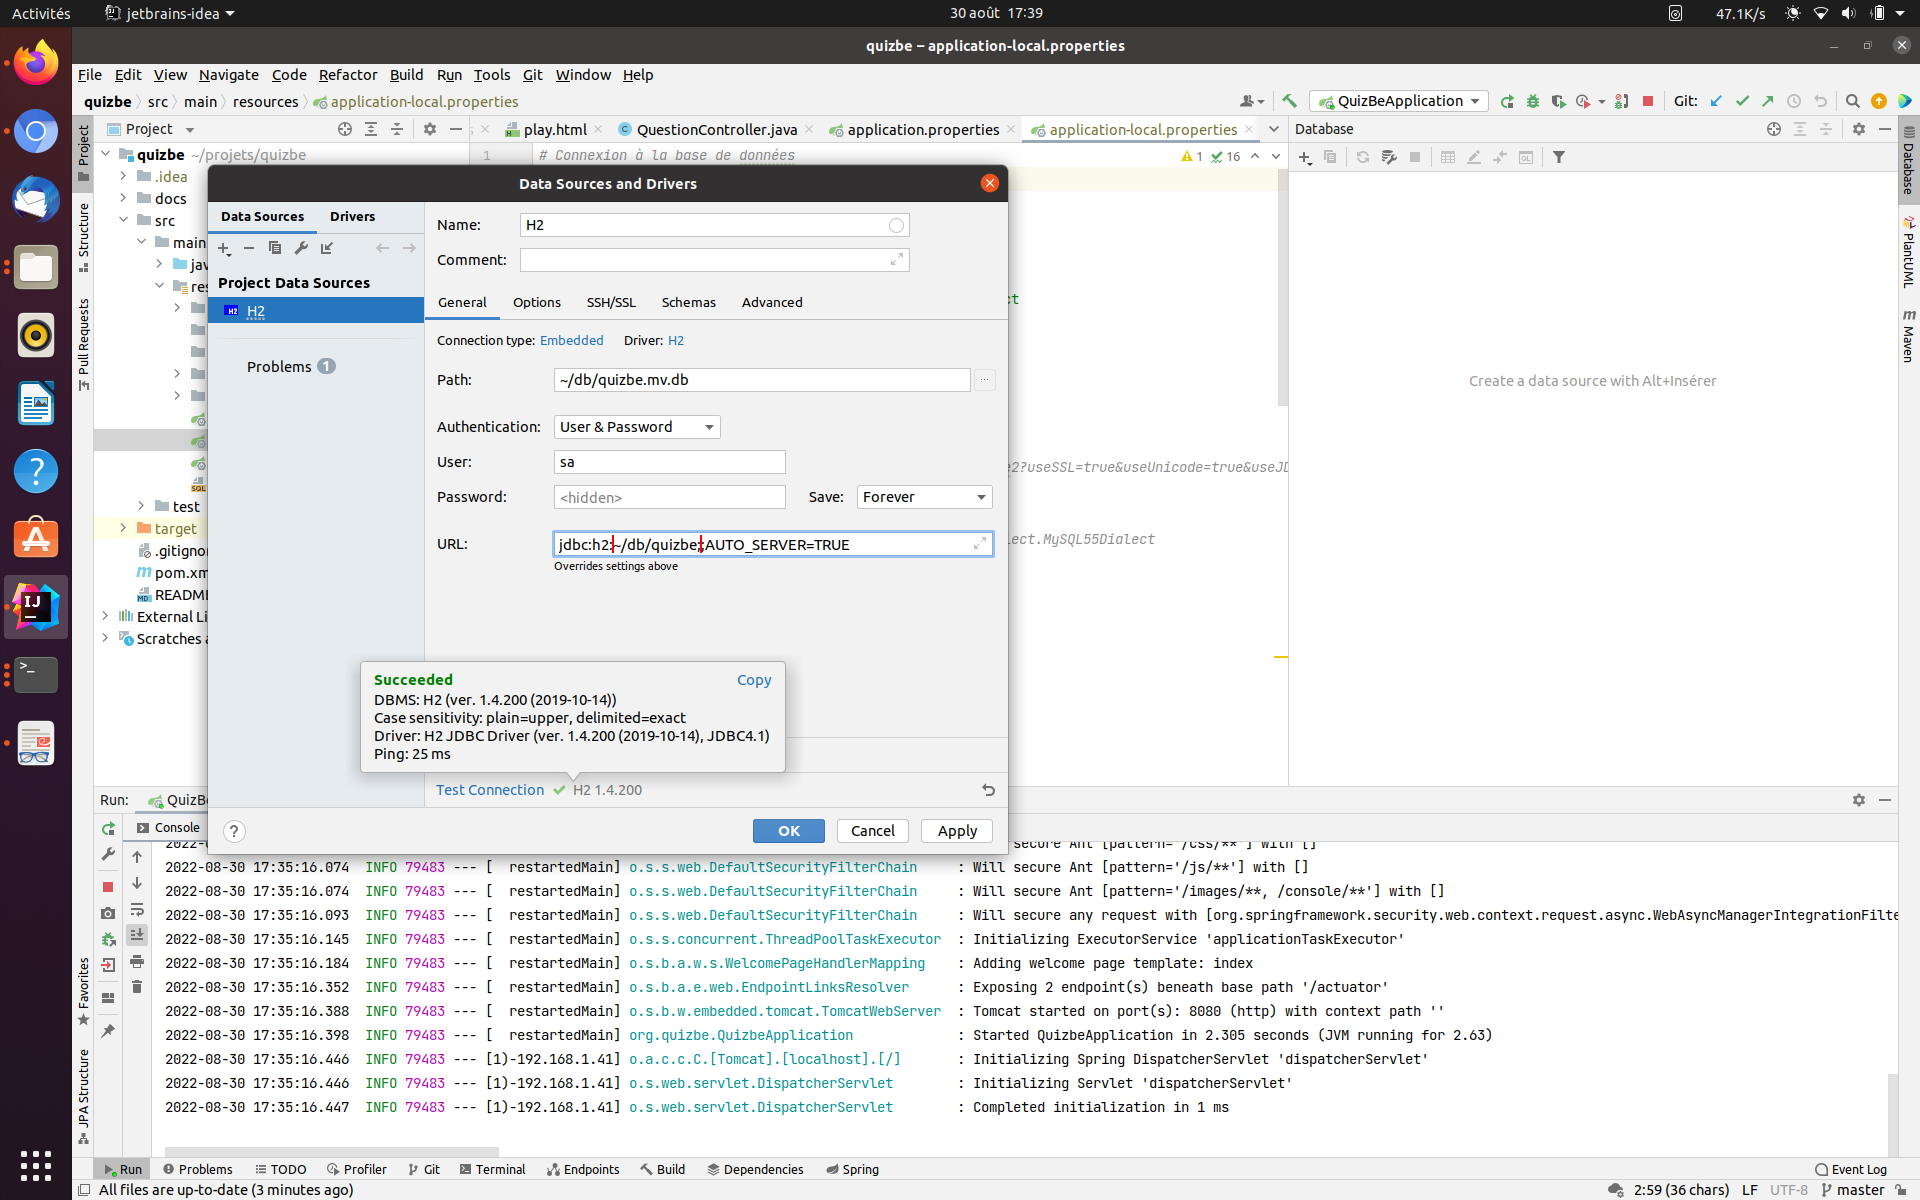 Activités
jetbrains-idea
30 août 17:39
47.1K/s
quizbe – application-local.properties
File Edit View Navigate Code Refactor Build Run Tools Git Window Help
quizbe src main resources application-local.properties
QuizBeApplication
Git:
Project
play.html
QuestionController.java
application.properties
application-local.properties
Database
quizbe ~/projets/quizbe
1 # Connexion à la base de données
1 16
.idea
docs
src
main
jav
res
test
target
.gitignor
pom.xm
READM
External Li
Scratches a
Project
Structure
Pull Requests
Favorites
JPA Structure
Database
PlantUML
Maven
Create a data source with Alt+Insérer
ct
2?useSSL=true&useUnicode=true&useJD
ect.MySQL55Dialect
Data Sources and Drivers
Data Sources
Drivers
Project Data Sources
H2
Problems 1
Name: H2
Comment:
General Options SSH/SSL Schemas Advanced
Connection type: Embedded Driver: H2
Path: ~/db/quizbe.mv.db
Authentication: User & Password
User: sa
Password: <hidden>
Save: Forever
URL: jdbc:h2:~/db/quizbe;AUTO_SERVER=TRUE
Overrides settings above
Succeeded
Copy
DBMS: H2 (ver. 1.4.200 (2019-10-14))
Case sensitivity: plain=upper, delimited=exact
Driver: H2 JDBC Driver (ver. 1.4.200 (2019-10-14), JDBC4.1)
Ping: 25 ms
Test Connection H2 1.4.200
? OK Cancel Apply
Run: QuizBe
Console
2022-08-30 17:35:16.074 INFO 79483 --- [ restartedMain] o.s.s.web.DefaultSecurityFilterChain : Will secure Ant [pattern='/js/**'] with []
2022-08-30 17:35:16.074 INFO 79483 --- [ restartedMain] o.s.s.web.DefaultSecurityFilterChain : Will secure Ant [pattern='/images/**, /console/**'] with []
2022-08-30 17:35:16.093 INFO 79483 --- [ restartedMain] o.s.s.web.DefaultSecurityFilterChain : Will secure any request with [org.springframework.security.web.context.request.async.WebAsyncManagerIntegrationFilte
2022-08-30 17:35:16.145 INFO 79483 --- [ restartedMain] o.s.s.concurrent.ThreadPoolTaskExecutor : Initializing ExecutorService 'applicationTaskExecutor'
2022-08-30 17:35:16.184 INFO 79483 --- [ restartedMain] o.s.b.a.w.s.WelcomePageHandlerMapping : Adding welcome page template: index
2022-08-30 17:35:16.352 INFO 79483 --- [ restartedMain] o.s.b.a.e.web.EndpointLinksResolver : Exposing 2 endpoint(s) beneath base path '/actuator'
2022-08-30 17:35:16.388 INFO 79483 --- [ restartedMain] o.s.b.w.embedded.tomcat.TomcatWebServer : Tomcat started on port(s): 8080 (http) with context path ''
2022-08-30 17:35:16.398 INFO 79483 --- [ restartedMain] org.quizbe.QuizbeApplication : Started QuizbeApplication in 2.305 seconds (JVM running for 2.63)
2022-08-30 17:35:16.446 INFO 79483 --- [1)-192.168.1.41] o.a.c.c.C.[Tomcat].[localhost].[/] : Initializing Spring DispatcherServlet 'dispatcherServlet'
2022-08-30 17:35:16.446 INFO 79483 --- [1)-192.168.1.41] o.s.web.servlet.DispatcherServlet : Initializing Servlet 'dispatcherServlet'
2022-08-30 17:35:16.447 INFO 79483 --- [1)-192.168.1.41] o.s.web.servlet.DispatcherServlet : Completed initialization in 1 ms
Run Problems TODO Profiler Git Terminal Endpoints Build Dependencies Spring Event Log
All files are up-to-date (3 minutes ago)
2:59 (36 chars) LF UTF-8 master